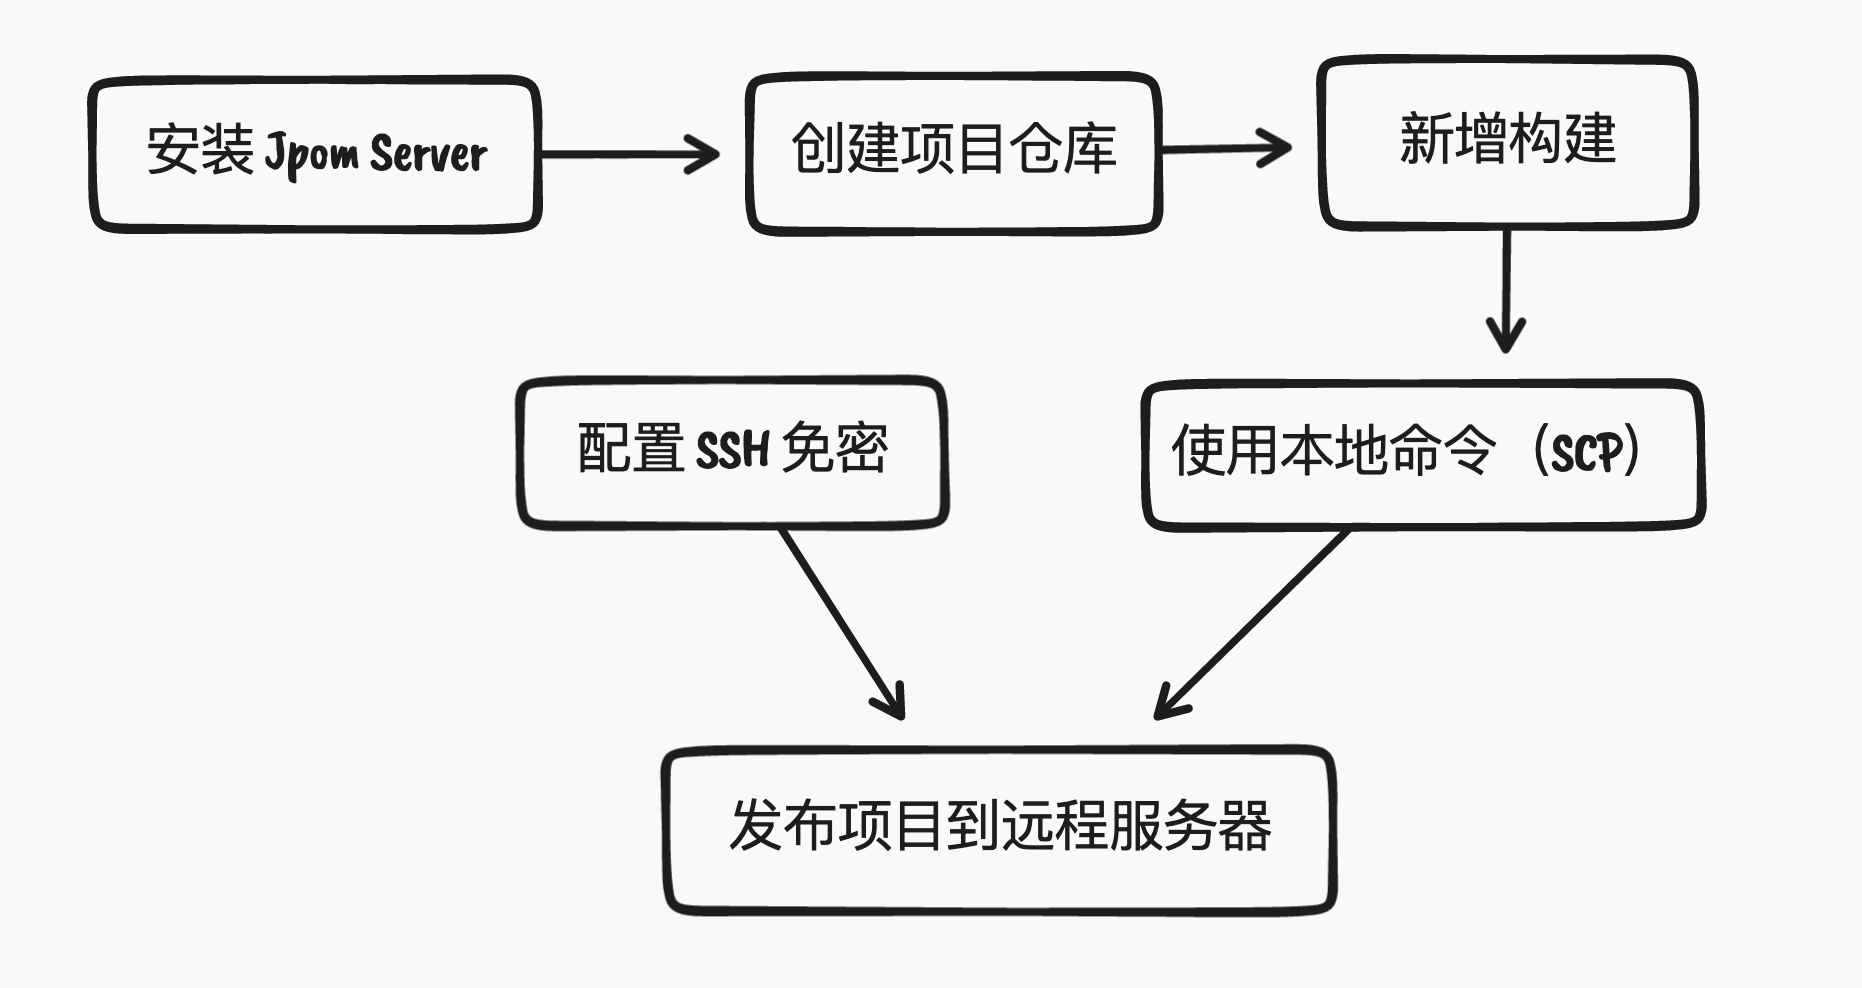 安装 Jpom Server
创建项目仓库
新增构建
配置 SSH 免密
使用本地命令（SCP）
发布项目到远程服务器